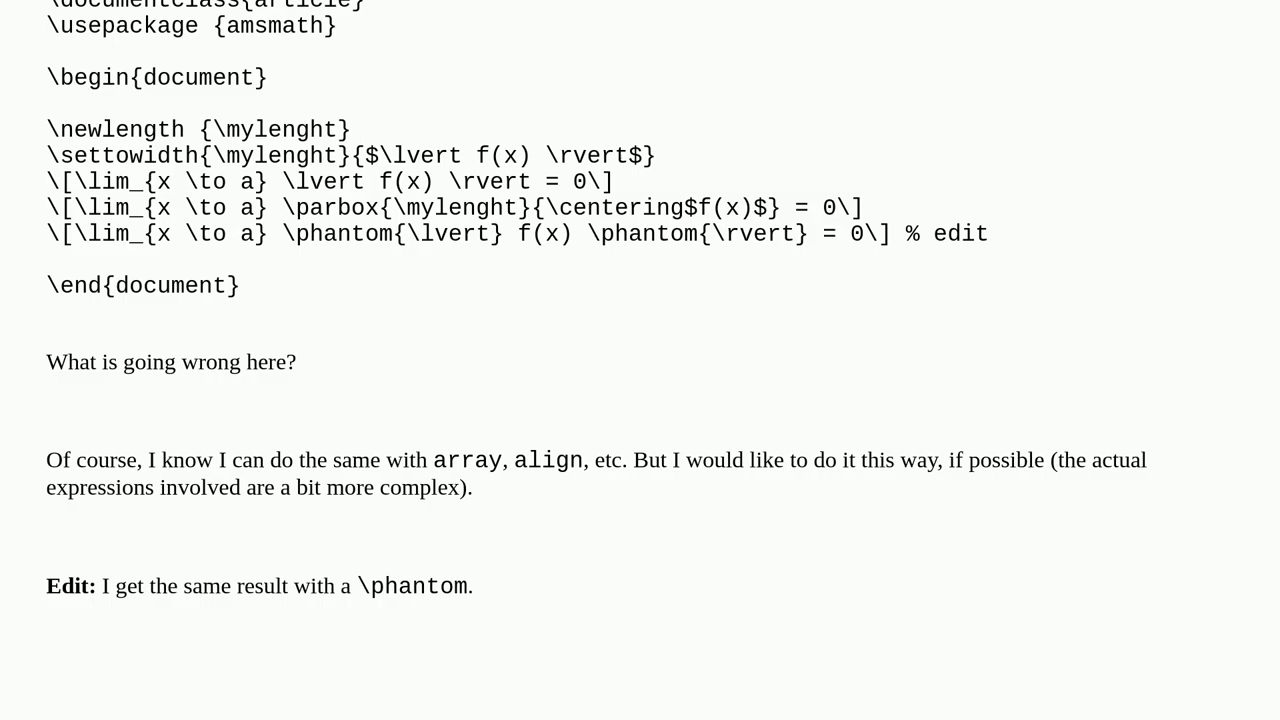 \documentclass{article}
\usepackage {amsmath}
\begin{document}
\newlength {\mylenght}
\settowidth{\mylenght}{$\lvert f(x) \rvert$}
\[\lim_{x \to a} \lvert f(x) \rvert = 0\]
\[\lim_{x \to a} \parbox{\mylenght}{\centering$f(x)$} = 0\]
\[\lim_{x \to a} \phantom{\lvert} f(x) \phantom{\rvert} = 0\] % edit
\end{document}
What is going wrong here?
Of course, I know I can do the same with array, align, etc. But I would like to do it this way, if possible (the actual
expressions involved are a bit more complex).
Edit: I get the same result with a \phantom.